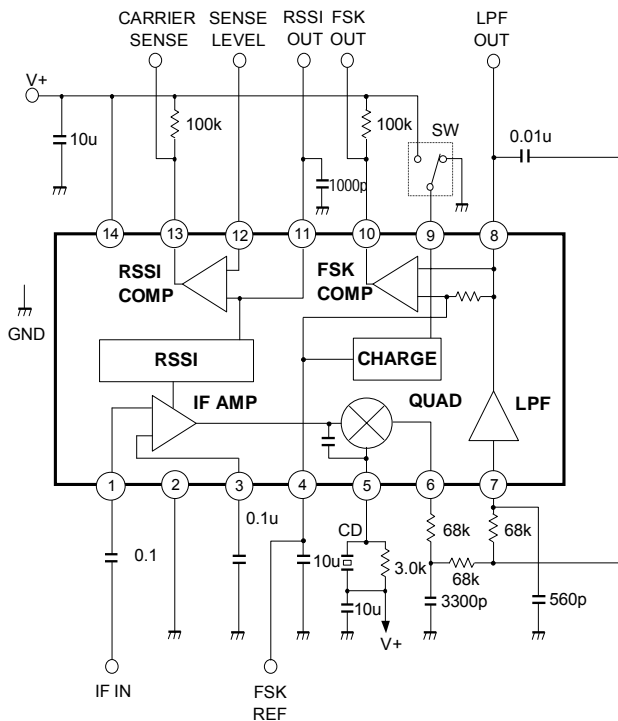 CARRIER SENSE
SENSE LEVEL
RSSI OUT
FSK OUT
LPF OUT
V+
10u
100k
100k
SW
0.01u
1000p
14
13
12
11
10
9
8
RSSI COMP
FSK COMP
GND
RSSI
CHARGE
IF AMP
QUAD
LPF
1
2
3
4
5
6
7
0.1
0.1u
10u
CD
3.0k
10u
V+
68k
68k
68k
3300p
560p
IF IN
FSK REF